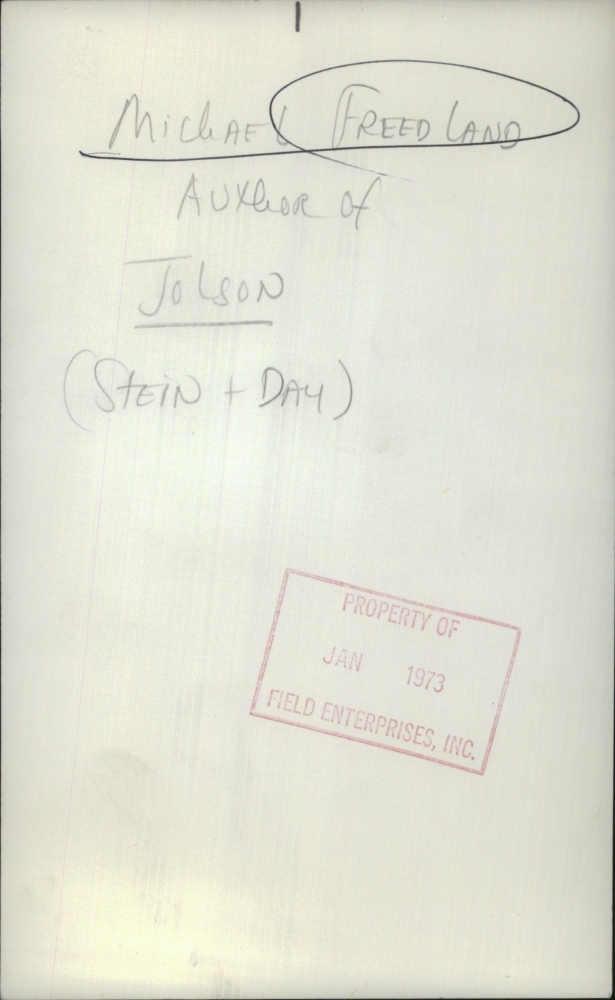 Michael Freedland
Author of
Jolson
(Stein + Day)
PROPERTY OF
JAN 1973
FIELD ENTERPRISES, INC.